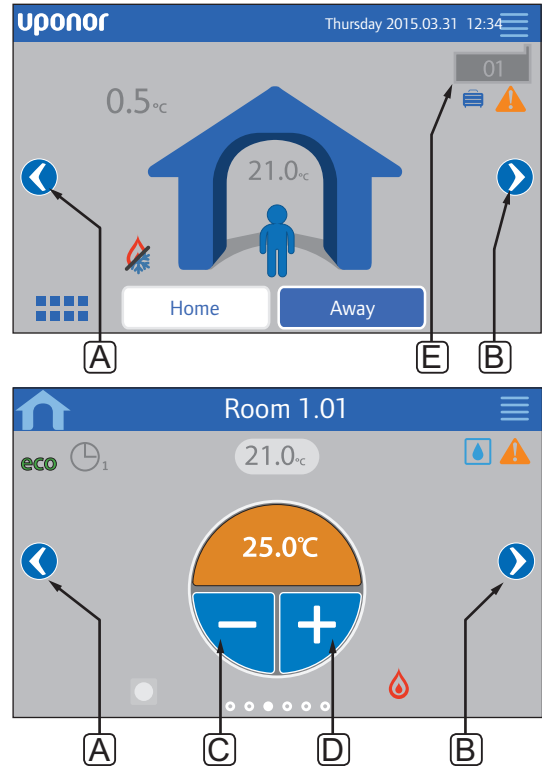 uponor Thursday 2015.03.31 12:34
01
0.5°C
21.0°C
Home Away
A E B
Room 1.01
eco 1 21.0°C
25.0°C
− +
A C D B